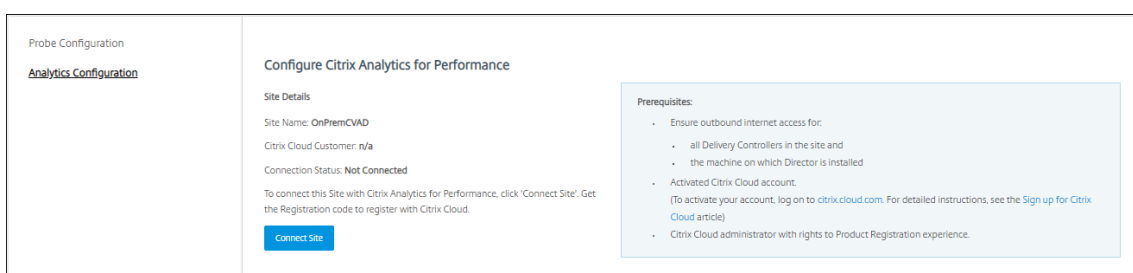 Probe Configuration
Analytics Configuration
Configure Citrix Analytics for Performance
Site Details
Site Name: OnPremCVAD
Citrix Cloud Customer: n/a
Connection Status: Not Connected
To connect this Site with Citrix Analytics for Performance, click 'Connect Site'. Get
the Registration code to register with Citrix Cloud.
Connect Site
Prerequisites:
• Ensure outbound internet access for:
• all Delivery Controllers in the site and
• the machine on which Director is installed
• Activated Citrix Cloud account.
(To activate your account, log on to citrix.cloud.com. For detailed instructions, see the Sign up for Citrix
Cloud article)
• Citrix Cloud administrator with rights to Product Registration experience.